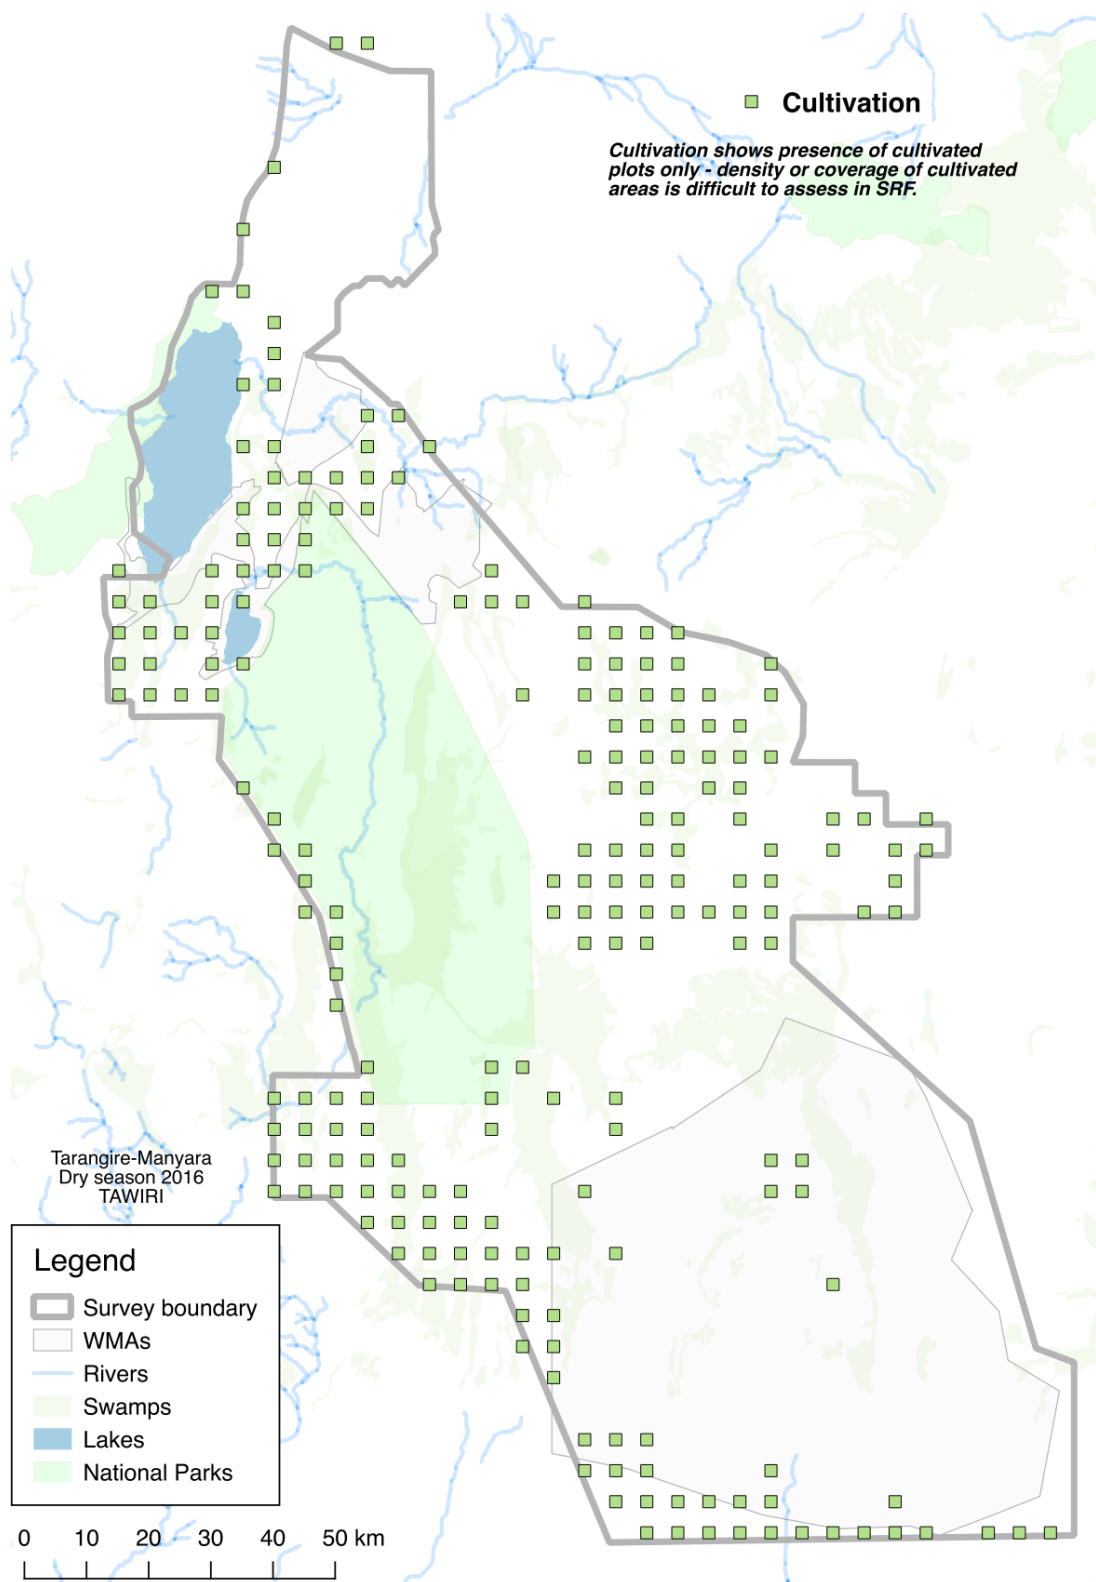 Cultivation
Cultivation shows presence of cultivated
plots only - density or coverage of cultivated
areas is difficult to assess in SRF.
Tarangire-Manyara
Dry season 2016
TAWIRI
Legend
Survey boundary
WMAs
Rivers
Swamps
Lakes
National Parks
0 10 20 30 40 50 km